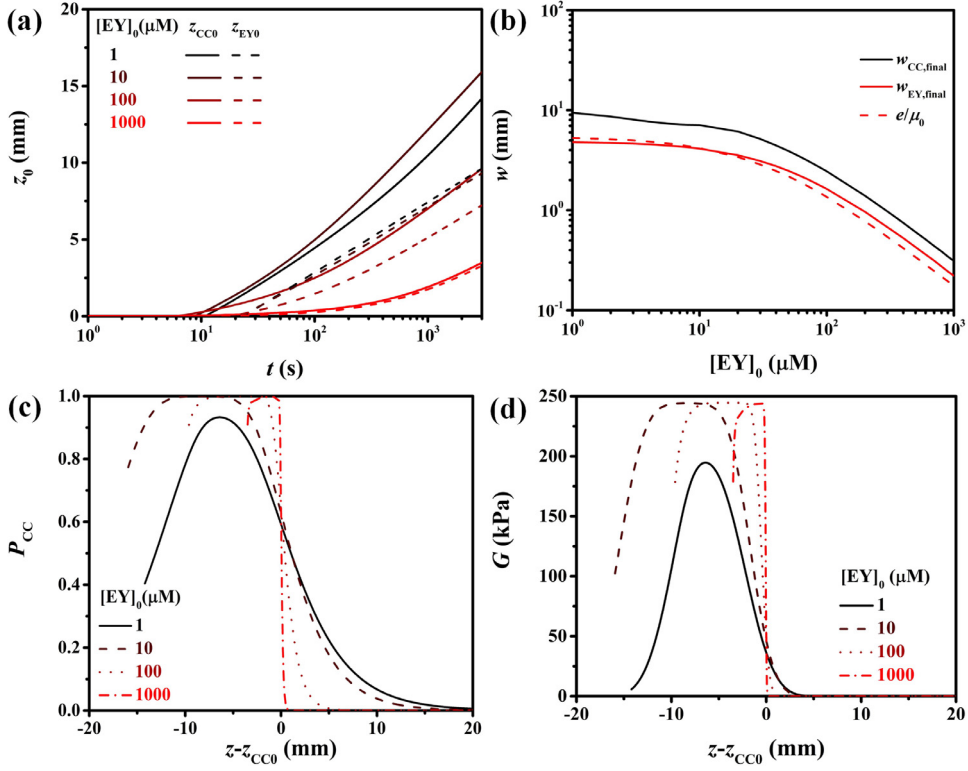 (a)
[EY]0(μM) zCC0 zEY0
1
10
100
1000
20
15
10
5
0
z0 (mm)
10^0 10^1 10^2 10^3
t (s)
(b)
wCC,final
wEY,final
e/μ0
10^2
10^1
10^0
10^-1
w (mm)
10^0 10^1 10^2 10^3
[EY]0 (μM)
(c)
1.0
0.8
0.6
0.4
0.2
0.0
PCC
[EY]0(μM)
1
10
100
1000
-20 -10 0 10 20
z-zCC0 (mm)
(d)
250
200
150
100
50
0
G (kPa)
[EY]0 (μM)
1
10
100
1000
-20 -10 0 10 20
z-zCC0 (mm)